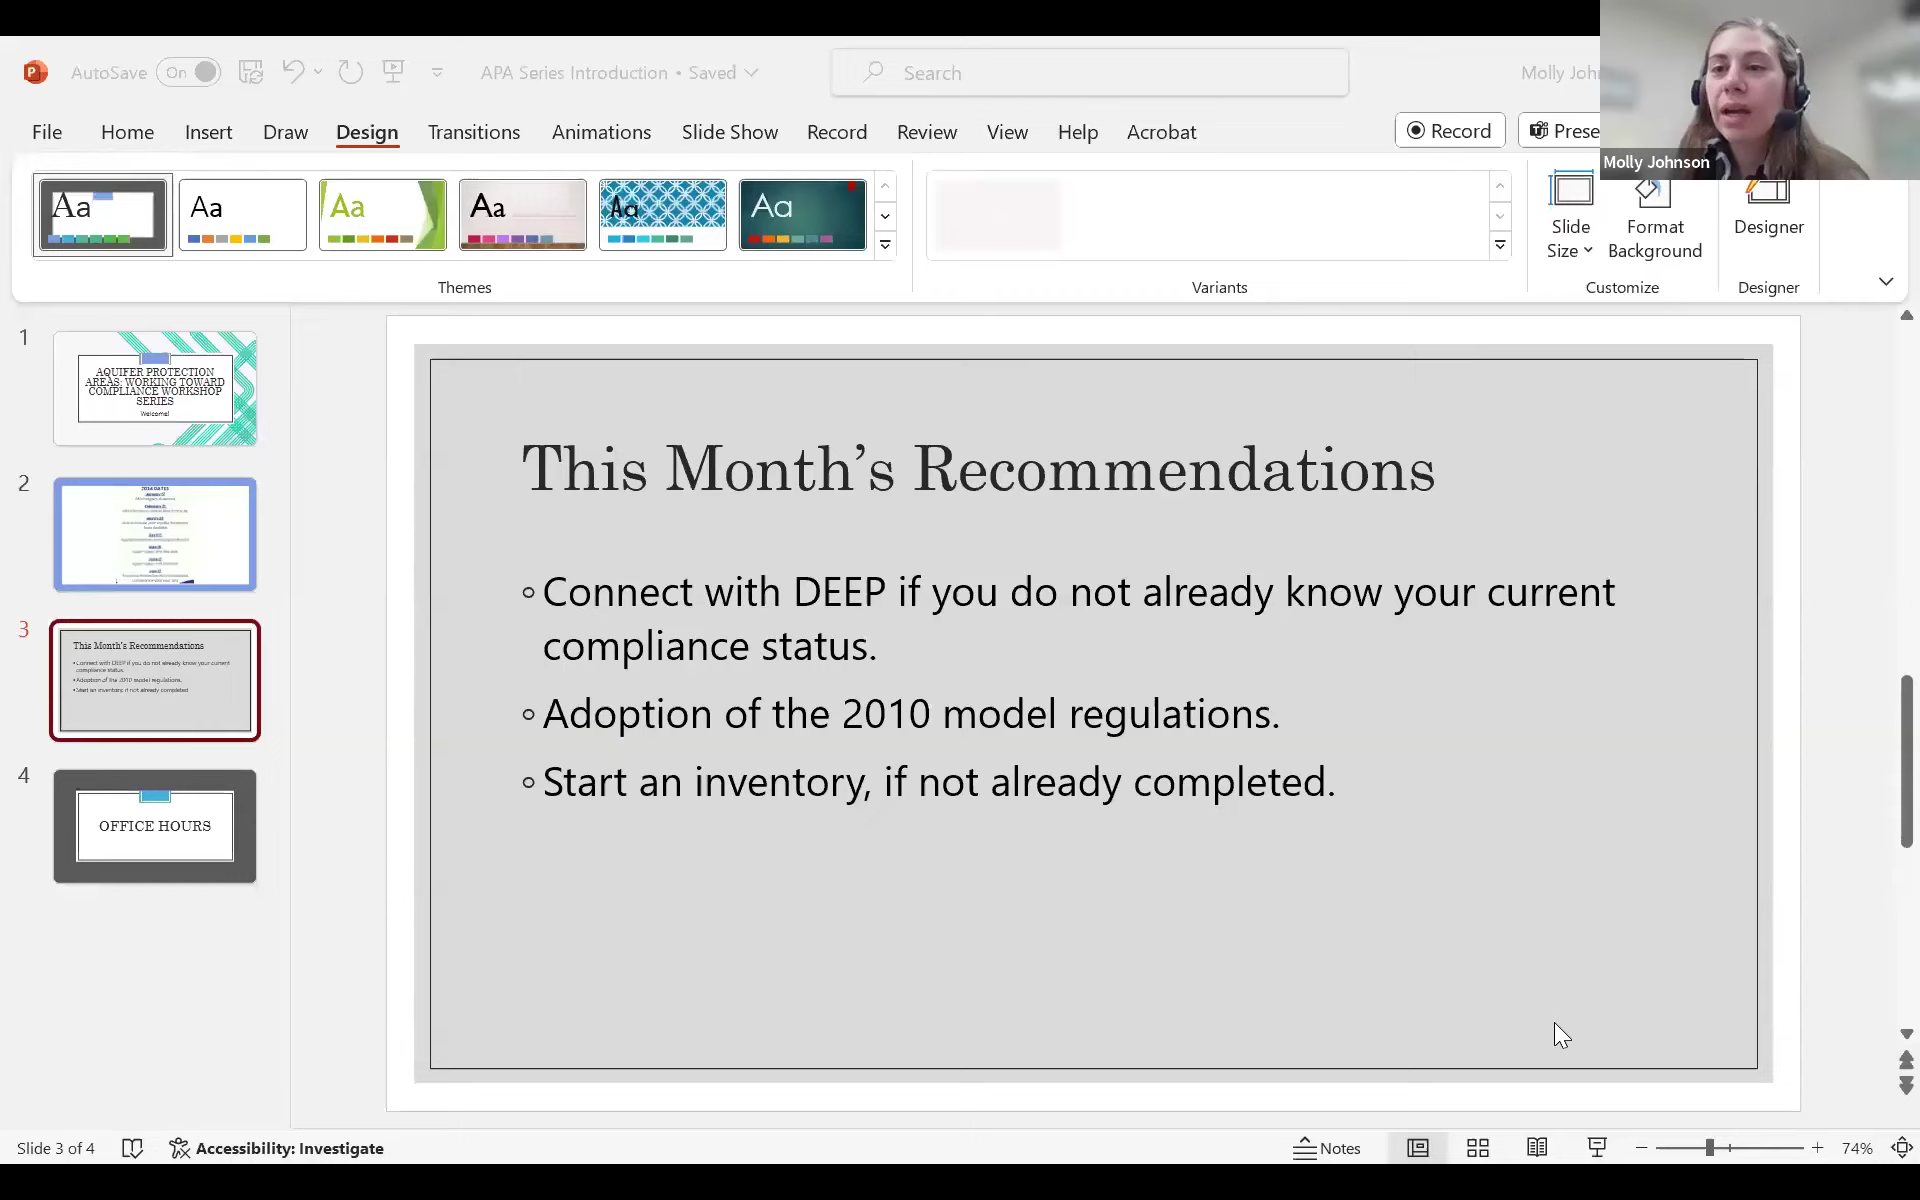 AutoSave On APA Series Introduction • Saved Search Molly Joh
Molly Johnson
File Home Insert Draw Design Transitions Animations Slide Show Record Review View Help Acrobat Record Prese
Aa Aa Aa Aa Aa Aa
Slide Size Format Background Designer
Themes Variants Customize Designer
1
AQUIFER PROTECTION
AREAS: WORKING TOWARD
COMPLIANCE WORKSHOP
SERIES
Welcome!
2
2024 DATES
3
This Month's Recommendations
Connect with DEEP if you do not already know your current
compliance status.
Adoption of the 2010 model regulations.
Start an inventory, if not already completed
4
OFFICE HOURS
This Month’s Recommendations
Connect with DEEP if you do not already know your current
compliance status.
Adoption of the 2010 model regulations.
Start an inventory, if not already completed.
Slide 3 of 4 Accessibility: Investigate Notes 74%